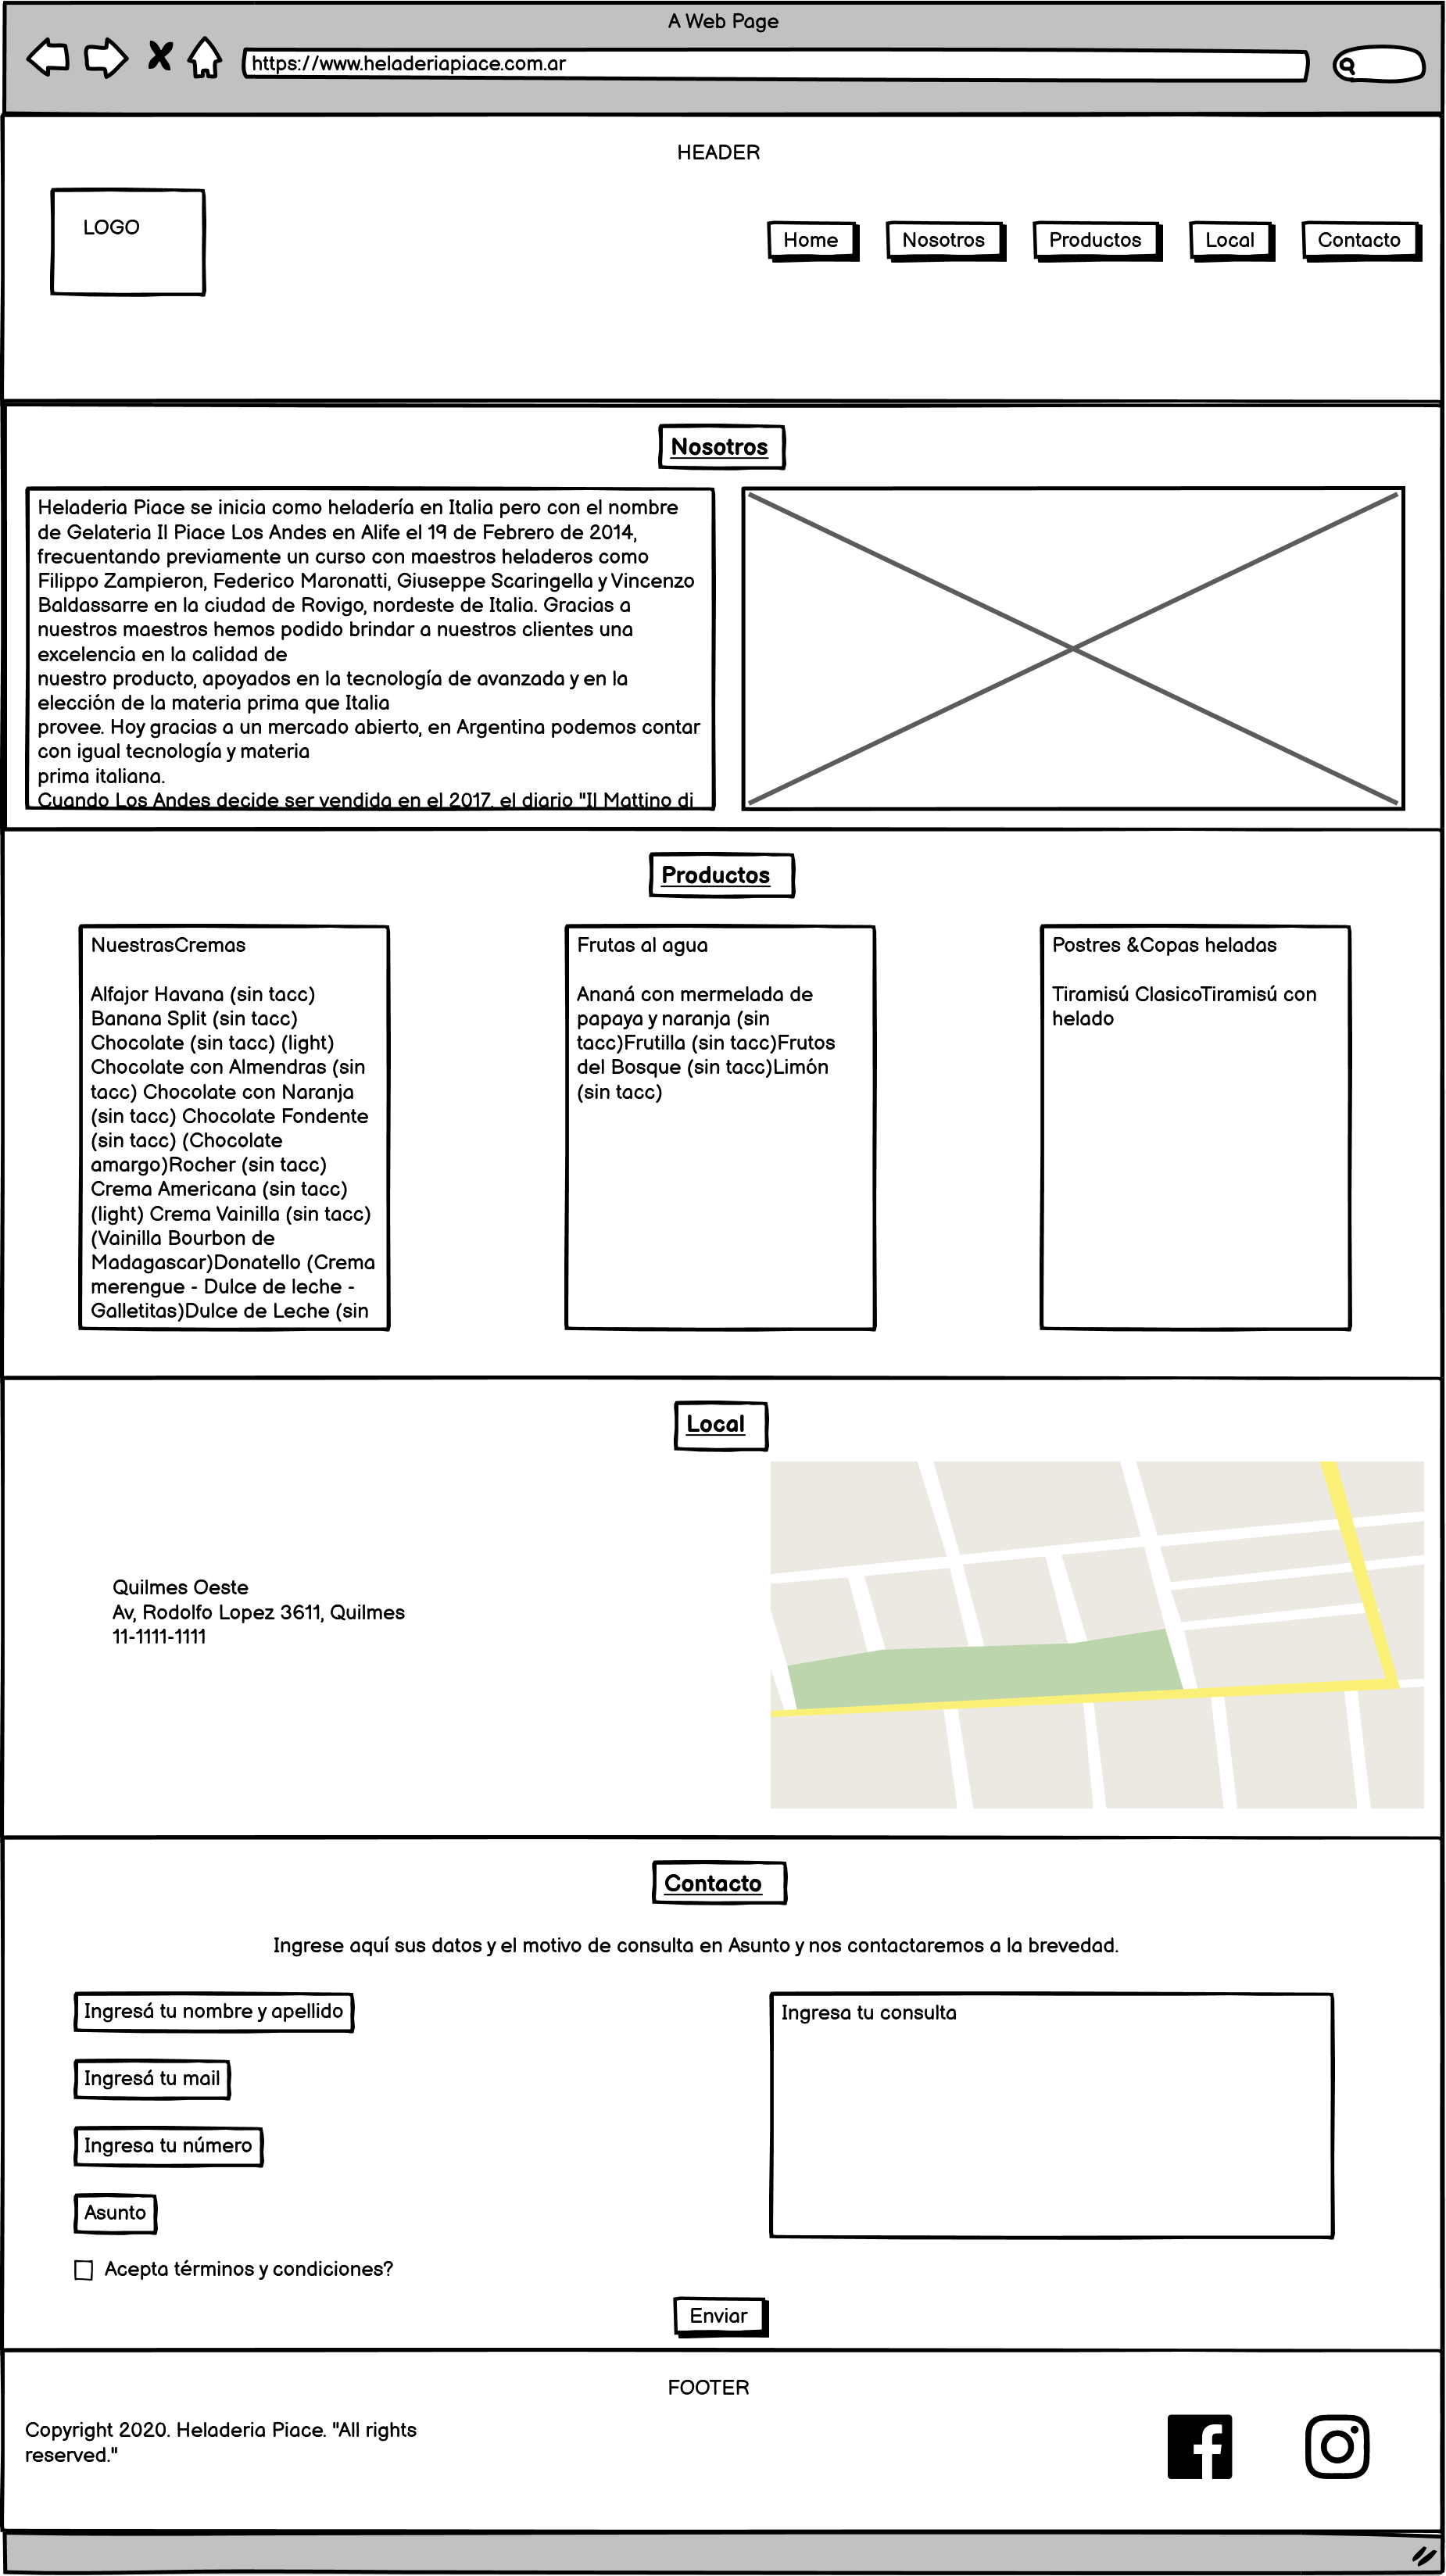 A Web Page
https://www.heladeriapiace.com.ar
HEADER
LOGO
Home
Nosotros
Productos
Local
Contacto
Nosotros
Heladeria Piace se inicia como heladería en Italia pero con el nombre
de Gelateria Il Piace Los Andes en Alife el 19 de Febrero de 2014,
frecuentando previamente un curso con maestros heladeros como
Filippo Zampieron, Federico Maronatti, Giuseppe Scaringella y Vincenzo
Baldassarre en la ciudad de Rovigo, nordeste de Italia. Gracias a
nuestros maestros hemos podido brindar a nuestros clientes una
excelencia en la calidad de
nuestro producto, apoyados en la tecnología de avanzada y en la
elección de la materia prima que Italia
provee. Hoy gracias a un mercado abierto, en Argentina podemos contar
con igual tecnología y materia
prima italiana.
Cuando Los Andes decide ser vendida en el 2017, el diario "Il Mattino di
Productos
NuestrasCremas
Alfajor Havana (sin tacc)
Banana Split (sin tacc)
Chocolate (sin tacc) (light)
Chocolate con Almendras (sin
tacc) Chocolate con Naranja
(sin tacc) Chocolate Fondente
(sin tacc) (Chocolate
amargo)Rocher (sin tacc)
Crema Americana (sin tacc)
(light) Crema Vainilla (sin tacc)
(Vainilla Bourbon de
Madagascar)Donatello (Crema
merengue - Dulce de leche -
Galletitas)Dulce de Leche (sin
Frutas al agua
Ananá con mermelada de
papaya y naranja (sin
tacc)Frutilla (sin tacc)Frutos
del Bosque (sin tacc)Limón
(sin tacc)
Postres &Copas heladas
Tiramisú ClasicoTiramisú con
helado
Local
Quilmes Oeste
Av, Rodolfo Lopez 3611, Quilmes
11-1111-1111
Contacto
Ingrese aquí sus datos y el motivo de consulta en Asunto y nos contactaremos a la brevedad.
Ingresá tu nombre y apellido
Ingresá tu mail
Ingresa tu número
Asunto
Acepta términos y condiciones?
Ingresa tu consulta
Enviar
FOOTER
Copyright 2020. Heladeria Piace. "All rights
reserved."